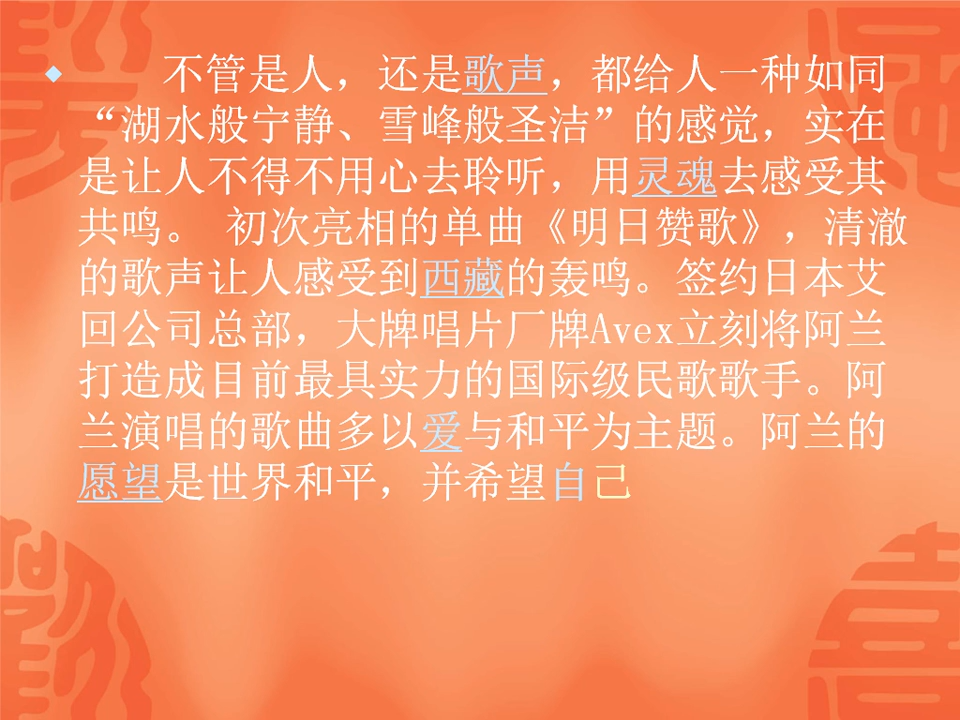 不管是人，还是歌声，都给人一种如同
“湖水般宁静、雪峰般圣洁”的感觉，实在
是让人不得不用心去聆听，用灵魂去感受其
共鸣。 初次亮相的单曲《明日赞歌》，清澈
的歌声让人感受到西藏的轰鸣。签约日本艾
回公司总部，大牌唱片厂牌Avex立刻将阿兰
打造成目前最具实力的国际级民歌歌手。阿
兰演唱的歌曲多以爱与和平为主题。阿兰的
愿望是世界和平，并希望自己